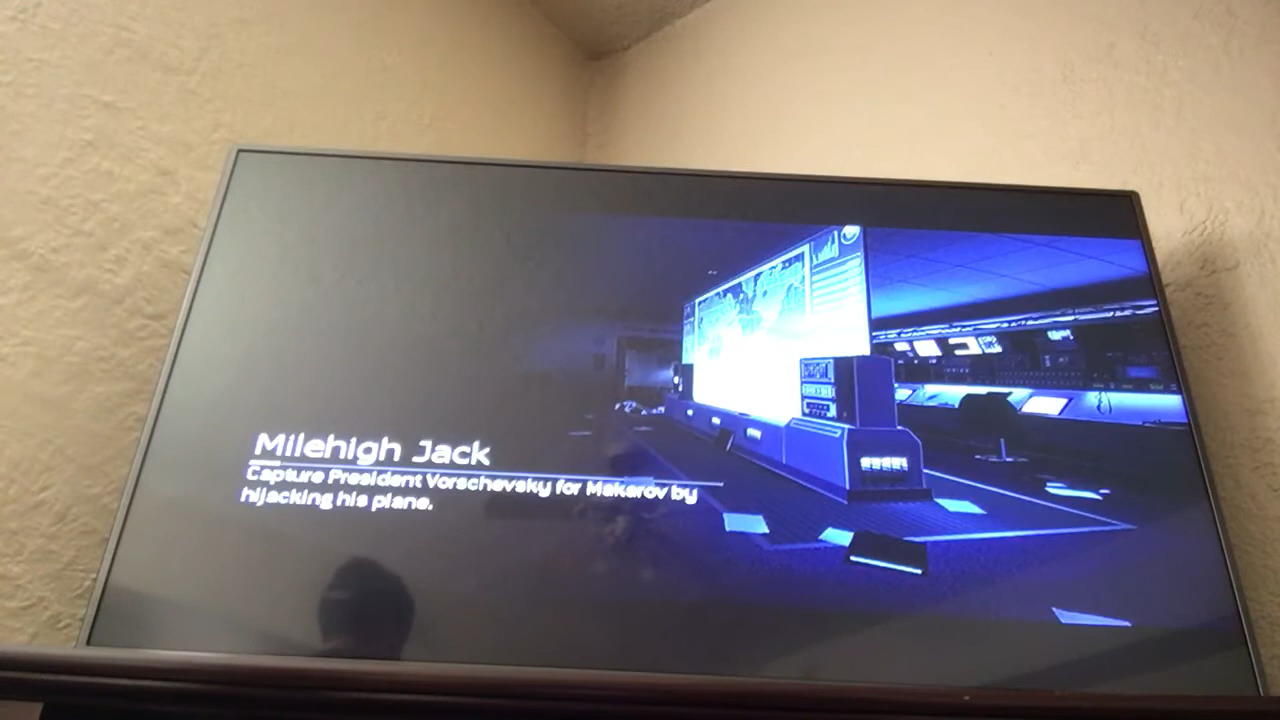 Milehigh Jack
Capture President Vorschevsky for Makarov by
hijacking his plane.